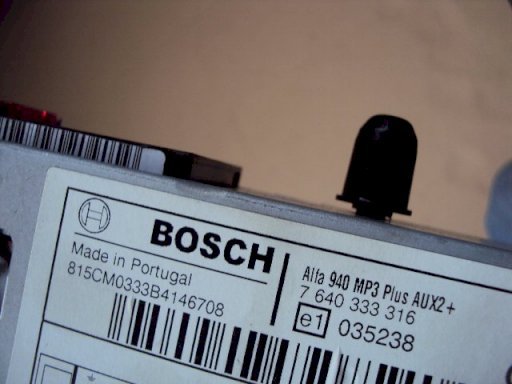 BOSCH
Made in Portugal
815CM0333B4146708
Alfa 940 MP3 Plus AUX2+
7 640 333 316
e1 035238